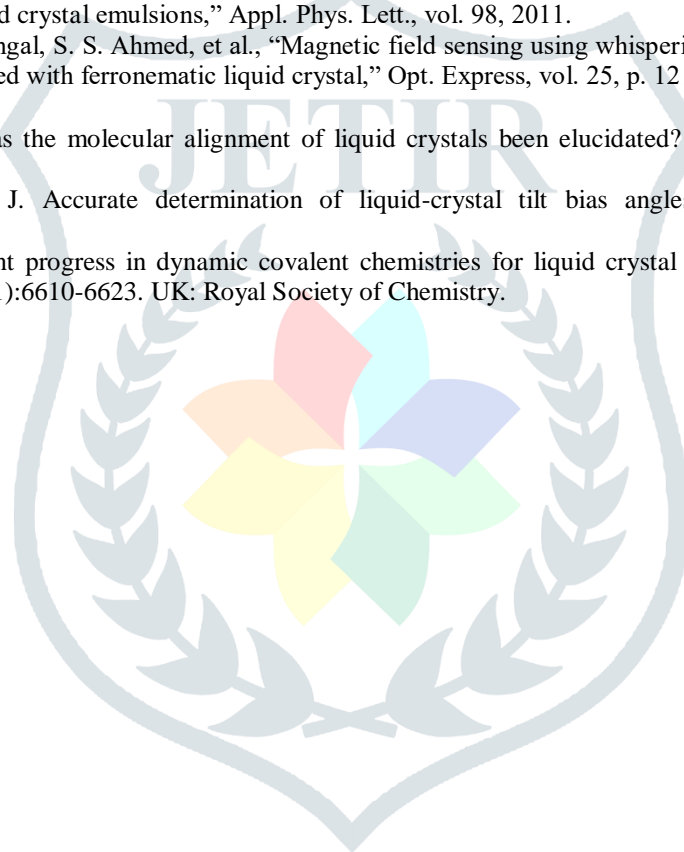 d crystal emulsions,” Appl. Phys. Lett., vol. 98, 2011.
ngal, S. S. Ahmed, et al., “Magnetic field sensing using whisperi
ed with ferronematic liquid crystal,” Opt. Express, vol. 25, p. 12
as the molecular alignment of liquid crystals been elucidated?
J. Accurate determination of liquid-crystal tilt bias angle
nt progress in dynamic covalent chemistries for liquid crystal
1):6610-6623. UK: Royal Society of Chemistry.
JETIR